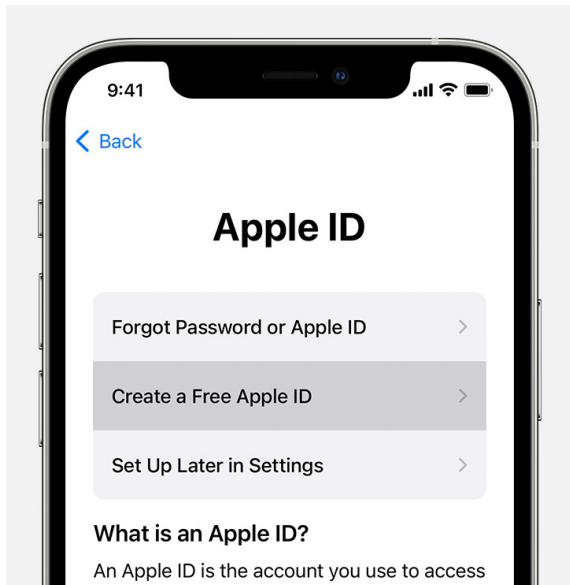 9:41
Back
Apple ID
Forgot Password or Apple ID
Create a Free Apple ID
Set Up Later in Settings
What is an Apple ID?
An Apple ID is the account you use to access